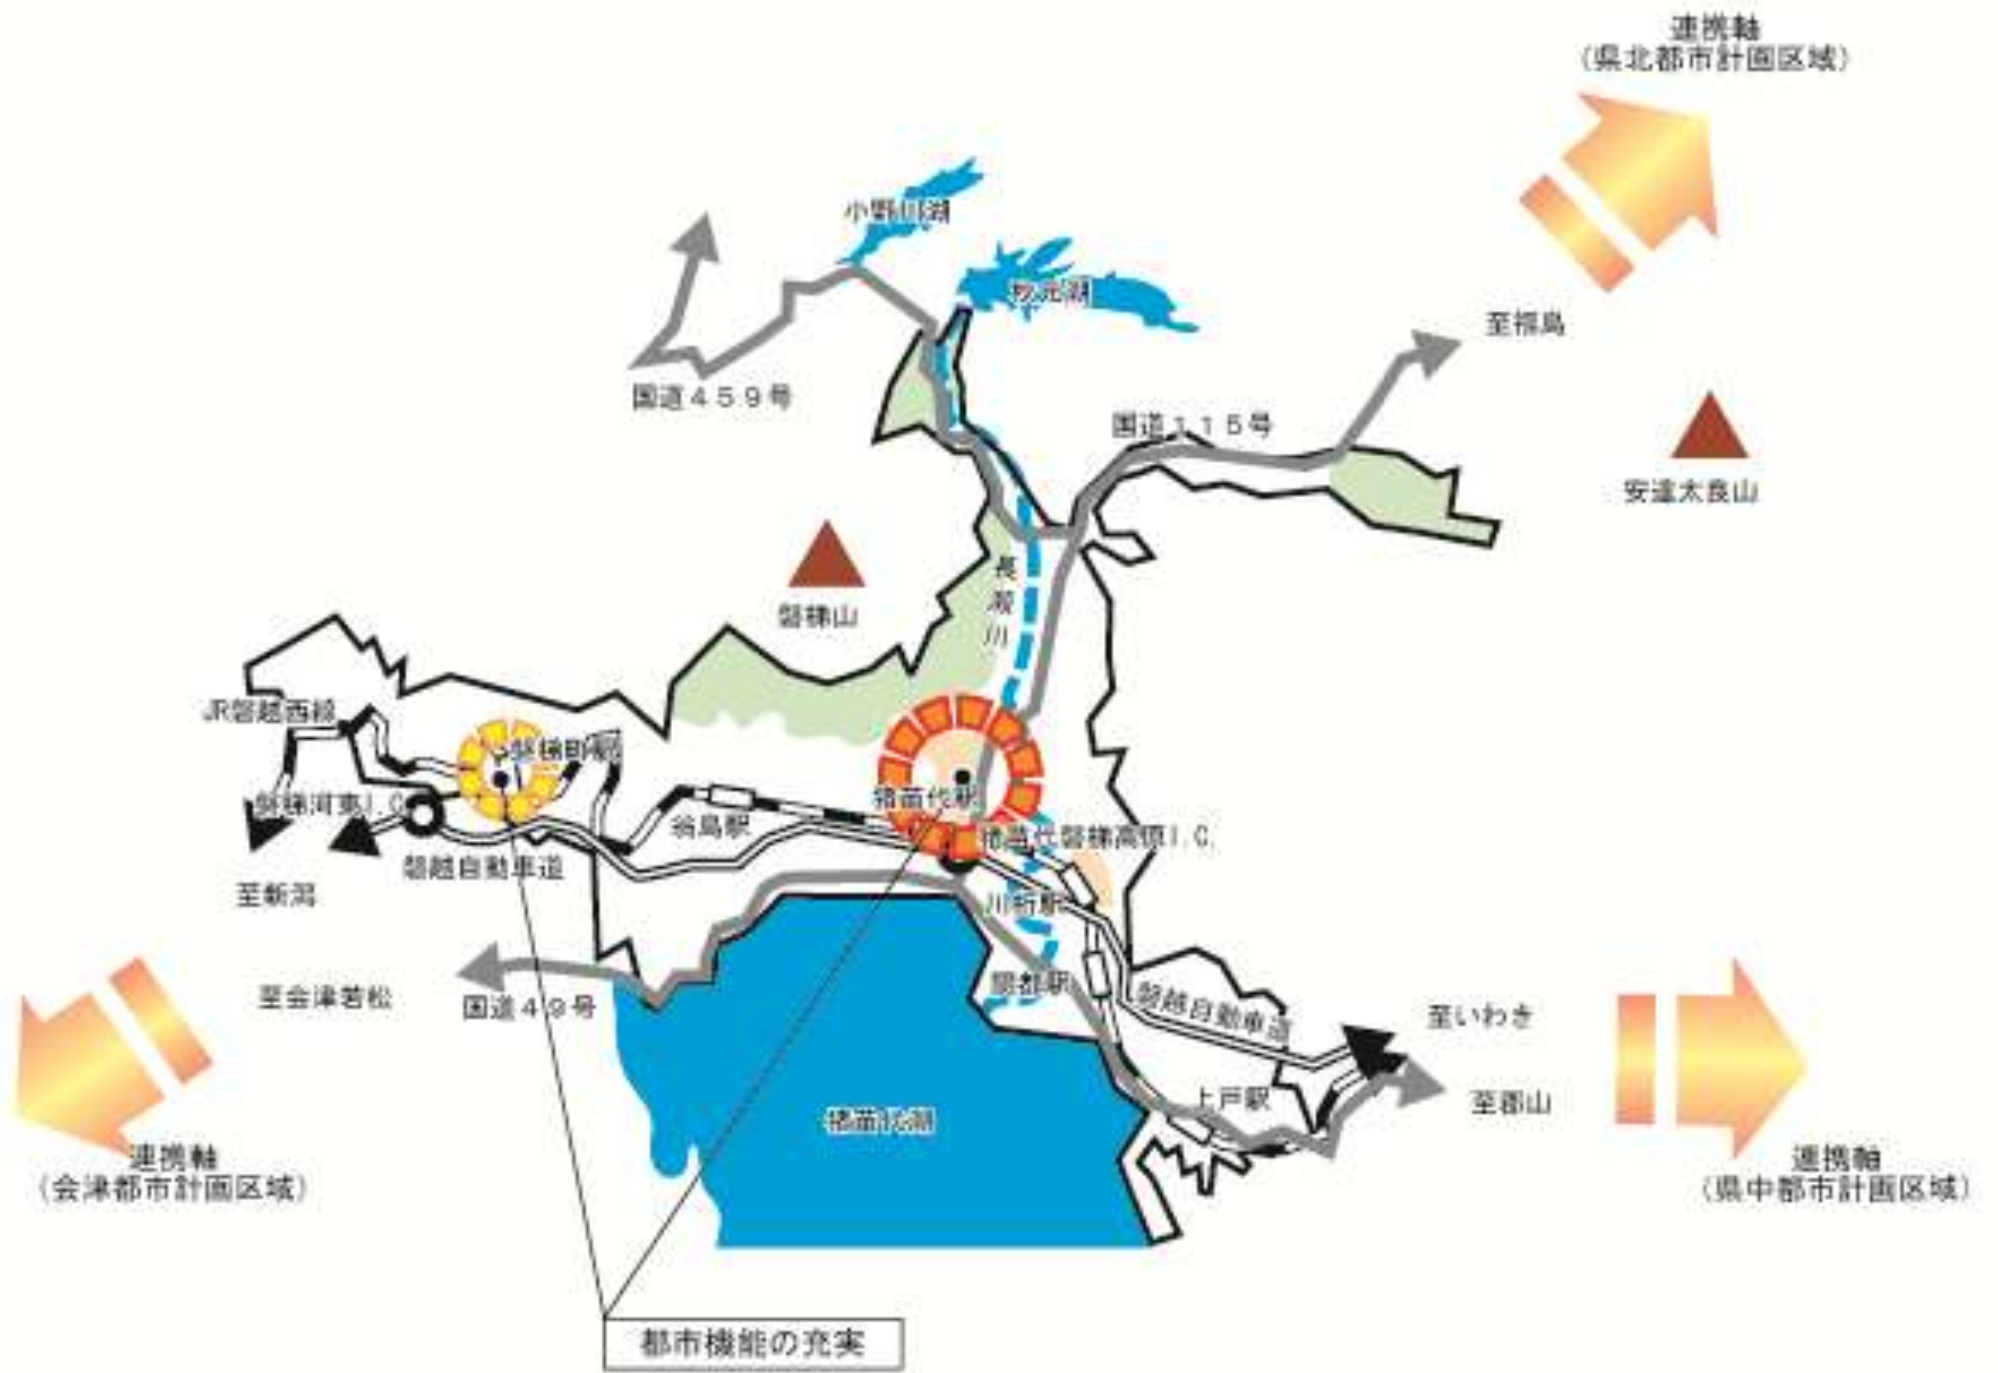 連携軸
（県北都市計画区域）
小野川湖
秋元湖
至福島
国道４５９号
国道１１５号
安達太良山
長瀬川
磐梯山
JR磐越西線
磐梯町駅
磐梯河東I.C
猪苗代駅
翁島駅
猪苗代磐梯高原I.C.
磐越自動車道
至新潟
川桁駅
関都駅
至会津若松
国道４９号
磐越自動車道
至いわき
上戸駅
至郡山
猪苗代湖
連携軸
（会津都市計画区域）
連携軸
（県中都市計画区域）
都市機能の充実